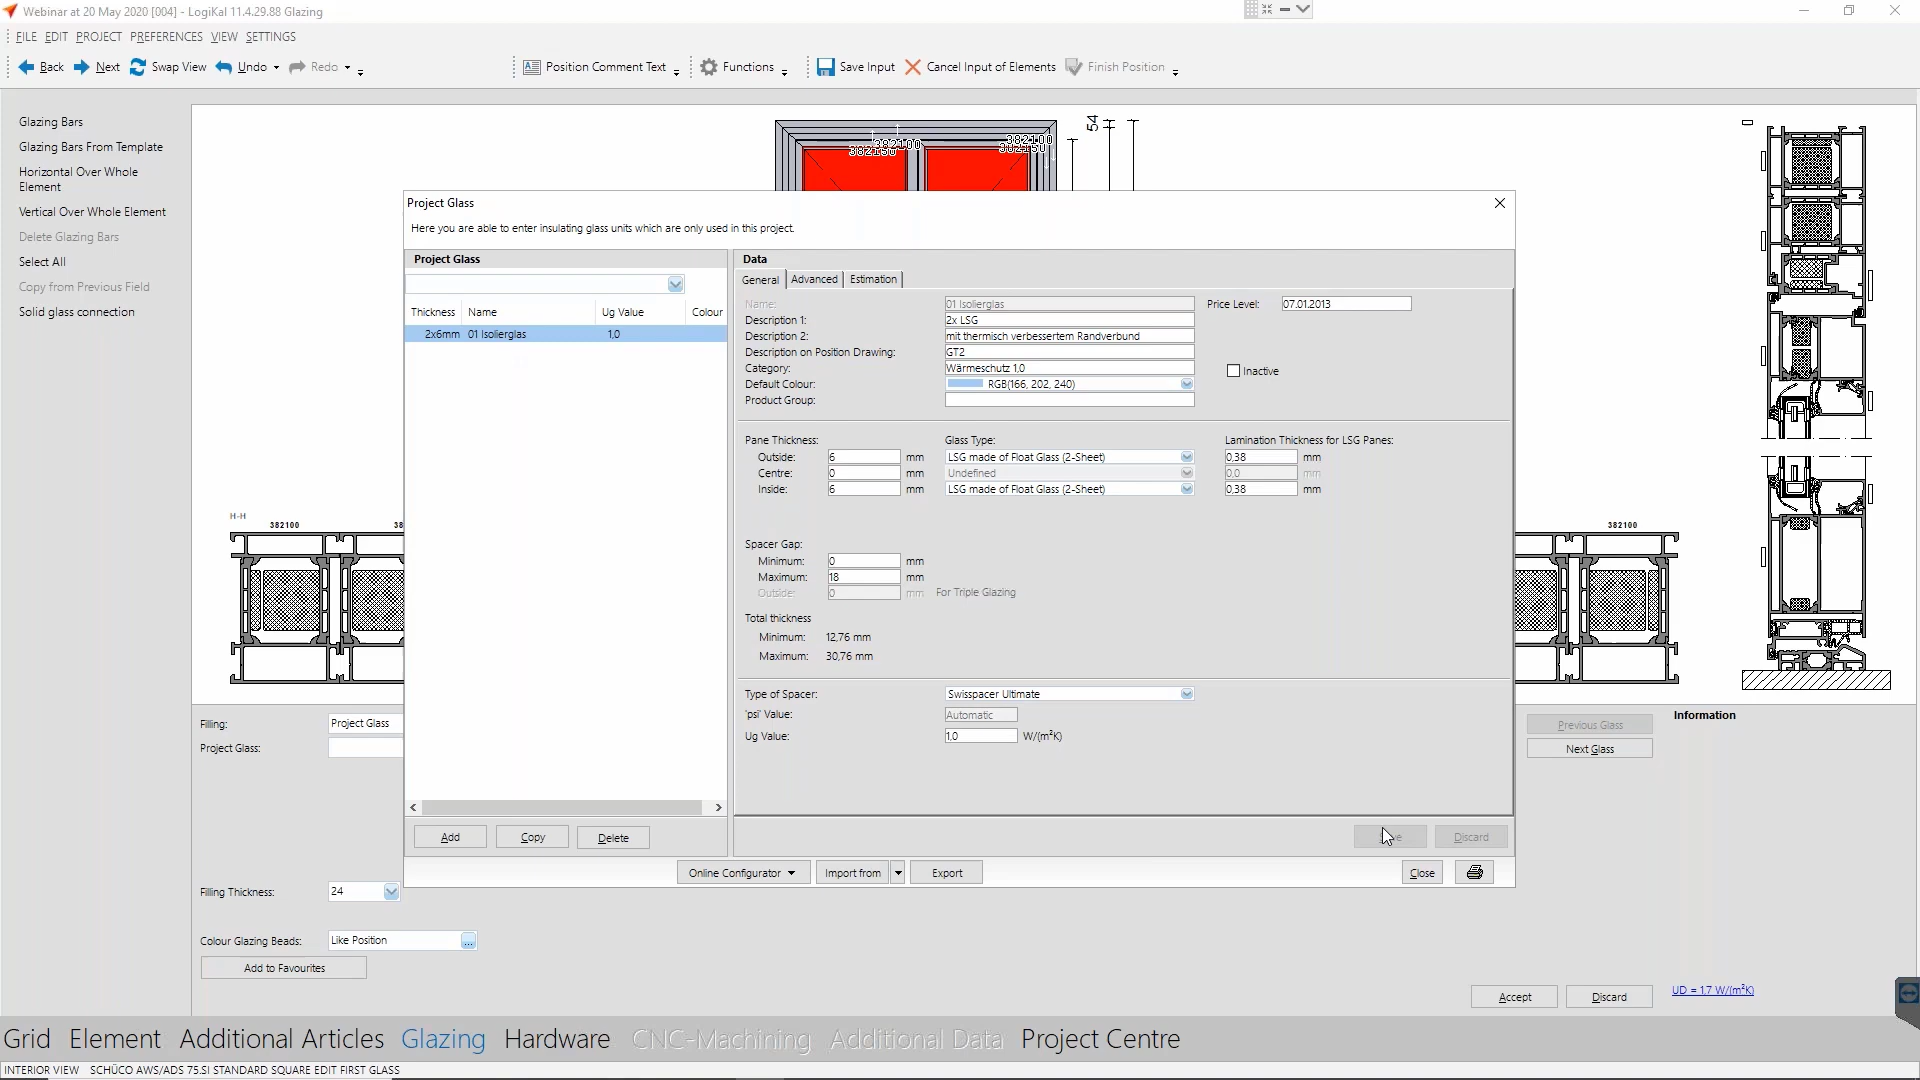 Webinar at 20 May 2020 [004] - LogiKal 11.4.29.88 Glazing
FILE EDIT PROJECT PREFERENCES VIEW SETTINGS
Back Next Swap View Undo Redo Position Comment Text Functions Save Input Cancel Input of Elements Finish Position
Glazing Bars
Glazing Bars From Template
Horizontal Over Whole
Element
Vertical Over Whole Element
Delete Glazing Bars
Select All
Copy from Previous Field
Solid glass connection
382100
382150
382100
382150
54
Project Glass
Here you are able to enter insulating glass units which are only used in this project.
Project Glass
Thickness Name Ug Value Colour
2x6mm 01 Isolierglas 1,0
Data
General Advanced Estimation
Name: 01 Isolierglas Price Level: 07.01.2013
Description 1: 2x LSG
Description 2: mit thermisch verbessertem Randverbund
Description on Position Drawing: GT2
Category: Wärmeschutz 1,0 Inactive
Default Colour: RGB(166, 202, 240)
Product Group:
Pane Thickness: Glass Type: Lamination Thickness for LSG Panes:
Outside: 6 mm LSG made of Float Glass (2-Sheet) 0,38 mm
Centre: 0 mm Undefined 0,0 mm
Inside: 6 mm LSG made of Float Glass (2-Sheet) 0,38 mm
Spacer Gap:
Minimum: 0 mm
Maximum: 18 mm
Outside: 0 mm For Triple Glazing
Total thickness
Minimum: 12,76 mm
Maximum: 30,76 mm
Type of Spacer: Swisspacer Ultimate
'psi' Value: Automatic
Ug Value: 1,0 W/(m²K)
Add Copy Delete Discard
Online Configurator Import from Export Close
H-H
382100 38
382100
Filling: Project Glass
Project Glass:
Filling Thickness: 24
Colour Glazing Beads: Like Position ...
Add to Favourites
Previous Glass
Next Glass
Information
Accept Discard UD = 1,7 W/(m²K)
Grid Element Additional Articles Glazing Hardware CNC-Machining Additional Data Project Centre
INTERIOR VIEW SCHÜCO AWS/ADS 75.SI STANDARD SQUARE EDIT FIRST GLASS